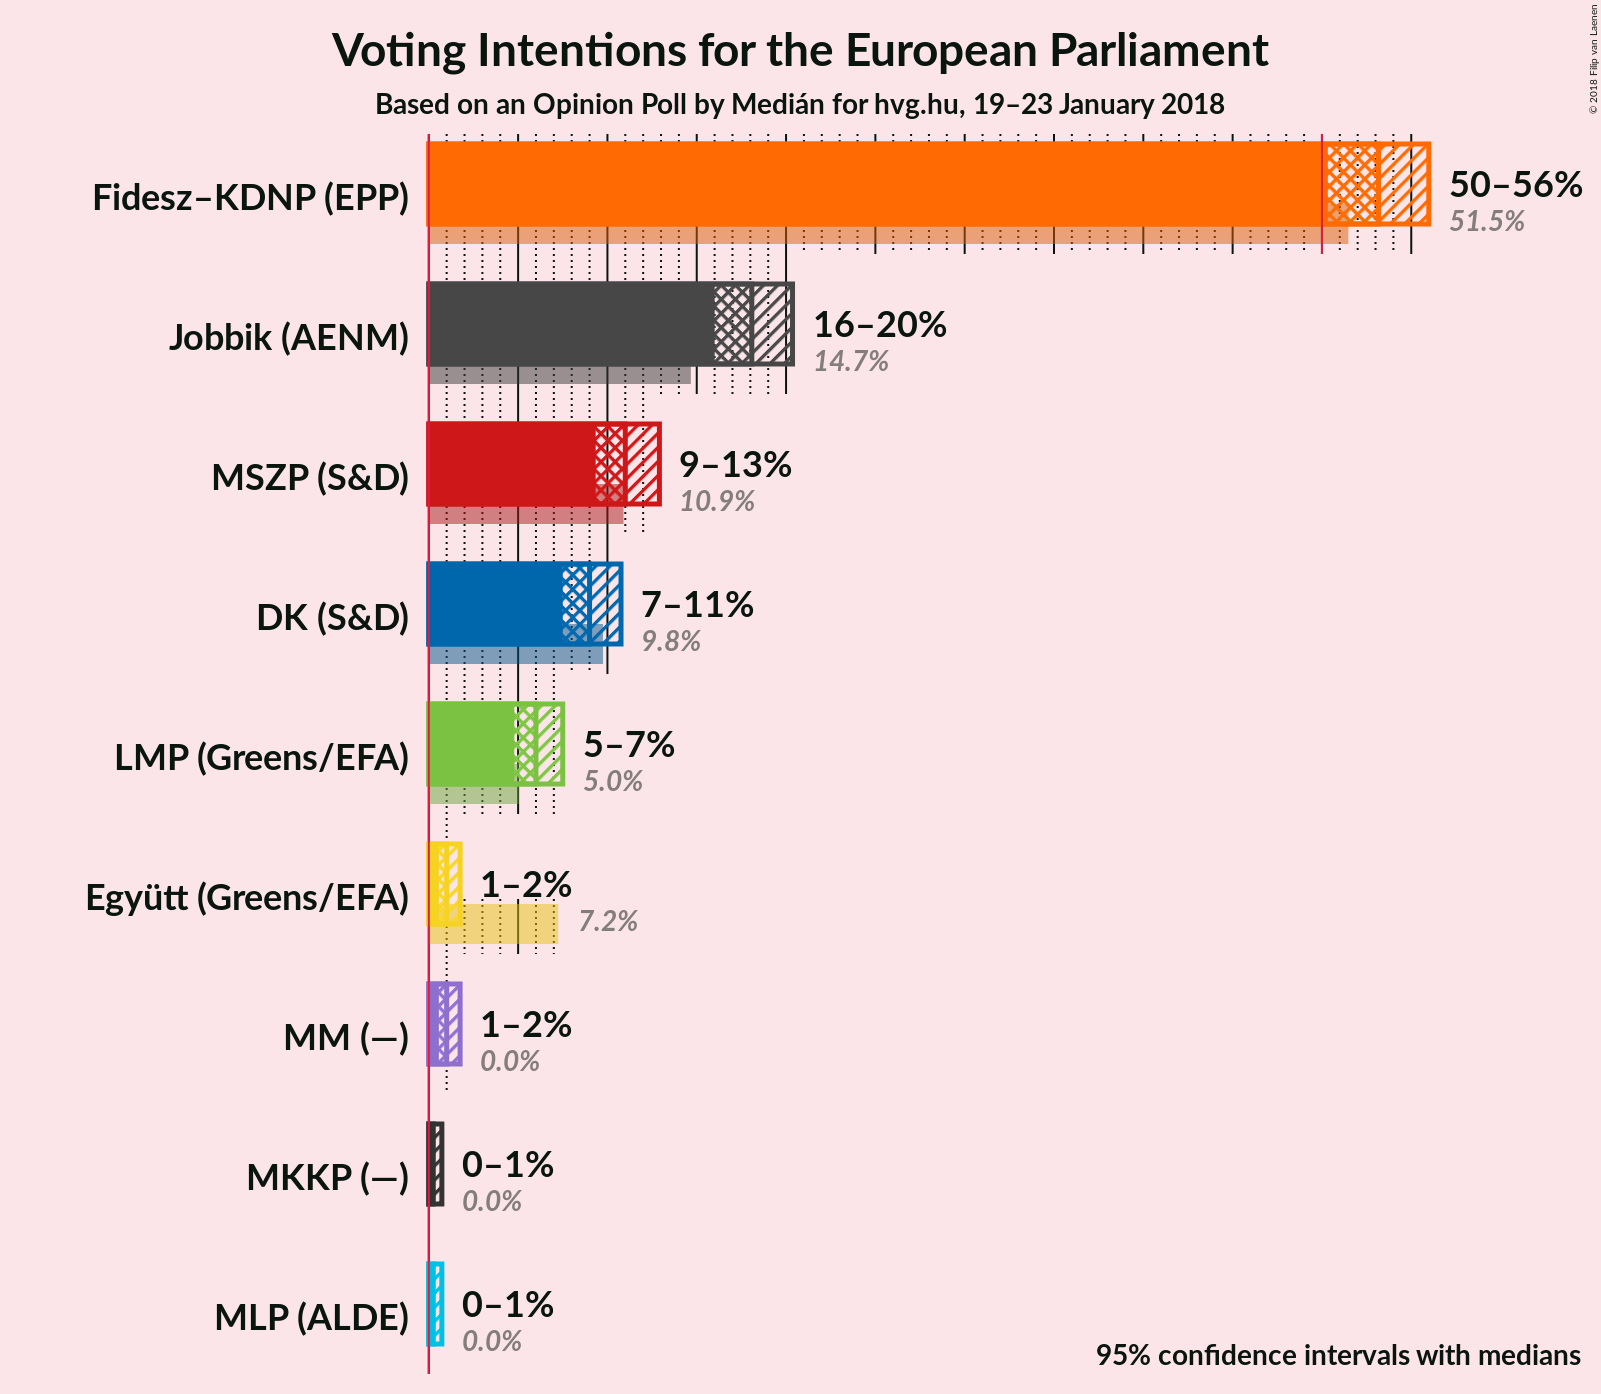 Voting Intentions for the European Parliament
Based on an Opinion Poll by Medián for hvg.hu, 19–23 January 2018
© 2018 Filip van Laenen
Fidesz–KDNP (EPP)
50–56%
51.5%
Jobbik (AENM)
16–20%
14.7%
MSZP (S&D)
9–13%
10.9%
DK (S&D)
7–11%
9.8%
LMP (Greens/EFA)
5–7%
5.0%
Együtt (Greens/EFA)
1–2%
7.2%
MM (—)
1–2%
0.0%
MKKP (—)
0–1%
0.0%
MLP (ALDE)
0–1%
0.0%
95% confidence intervals with medians